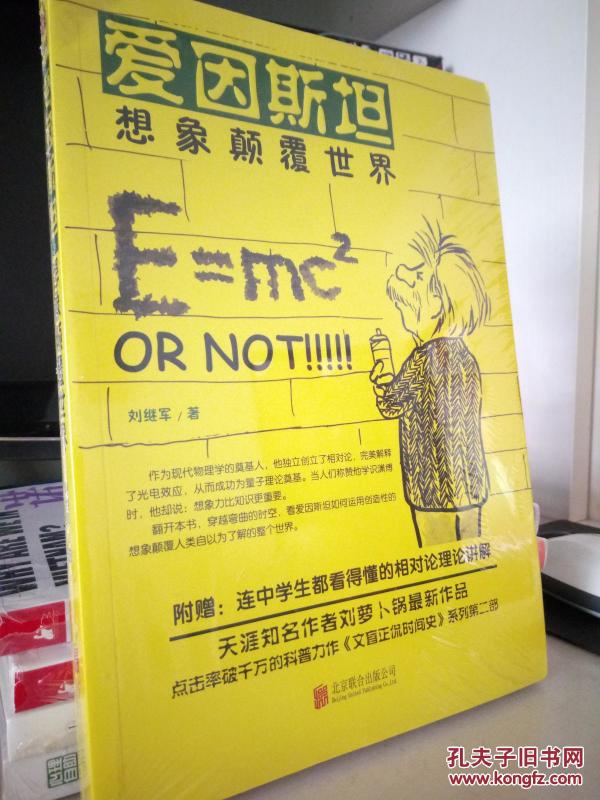 爱因斯坦
想象颠覆世界
E=mc²
OR NOT!!!!!
刘继军／著
作为现代物理学的奠基人，他独立创立了相对论，完美解释
了光电效应，从而成功为量子理论奠基。当人们称赞他学识渊博
时，他却说：想象力比知识更重要。
翻开本书，穿越弯曲的时空，看爱因斯坦如何运用创造性的
想象颠覆人类自以为了解的整个世界。
附赠：连中学生都看得懂的相对论理论讲解
天涯知名作者刘萝卜锅最新作品
点击率破千万的科普力作《文盲正侃时间史》系列第二部
北京联合出版公司
Beijing United Publishing Co.,Ltd.
孔夫子旧书网
www.kongfz.com